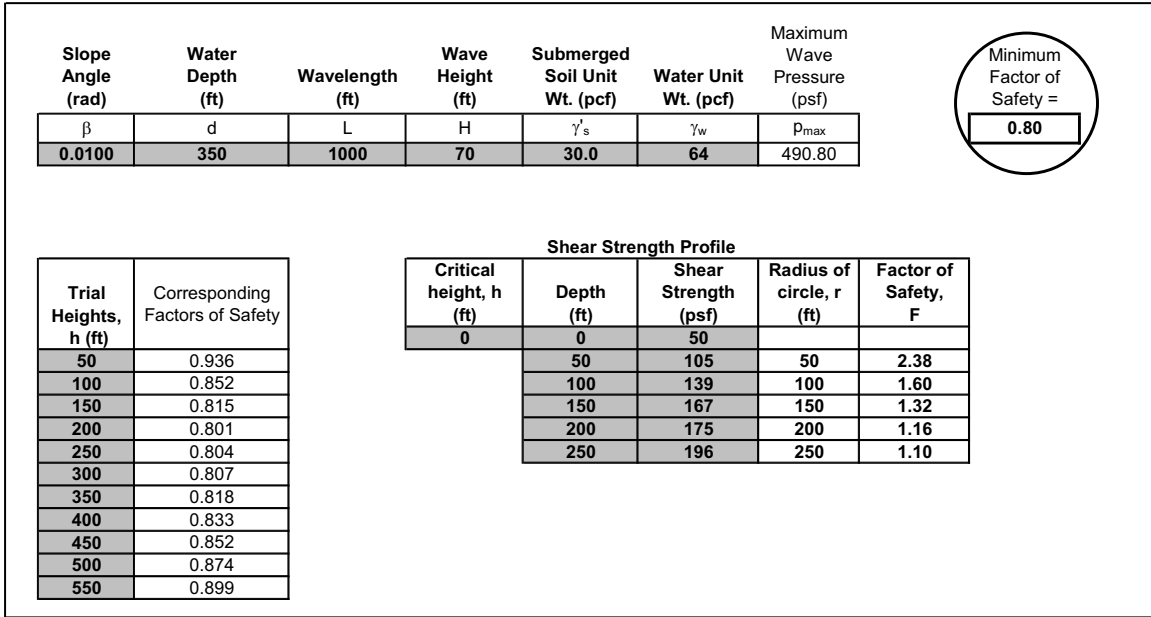 Slope Angle (rad) Water Depth (ft) Wavelength (ft) Wave Height (ft) Submerged Soil Unit Wt. (pcf) Water Unit Wt. (pcf) Maximum Wave Pressure (psf)
β d L H γ's γw pmax
0.0100 350 1000 70 30.0 64 490.80
Minimum
Factor of
Safety =
0.80
Trial Heights, h (ft) Corresponding Factors of Safety
50 0.936
100 0.852
150 0.815
200 0.801
250 0.804
300 0.807
350 0.818
400 0.833
450 0.852
500 0.874
550 0.899
Shear Strength Profile
Critical height, h (ft) Depth (ft) Shear Strength (psf) Radius of circle, r (ft) Factor of Safety, F
0 0 50
50 105 50 2.38
100 139 100 1.60
150 167 150 1.32
200 175 200 1.16
250 196 250 1.10